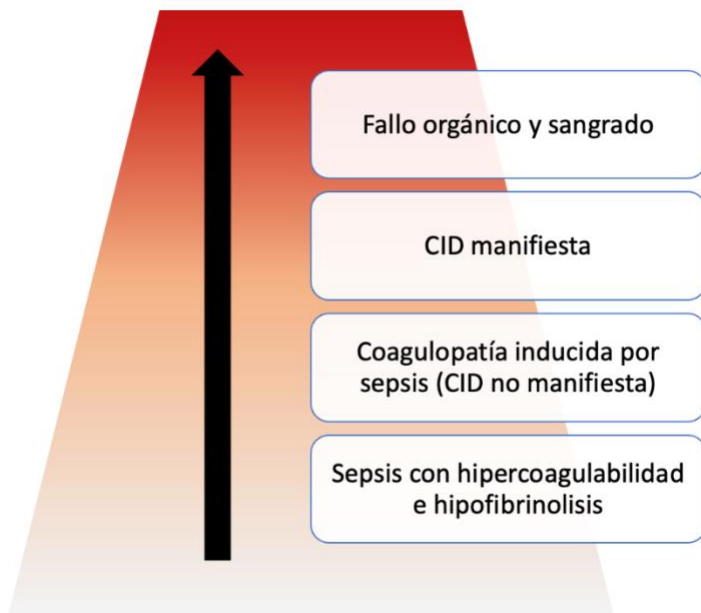 Fallo orgánico y sangrado
CID manifiesta
Coagulopatía inducida por
sepsis (CID no manifiesta)
Sepsis con hipercoagulabilidad
e hipofibrinolisis